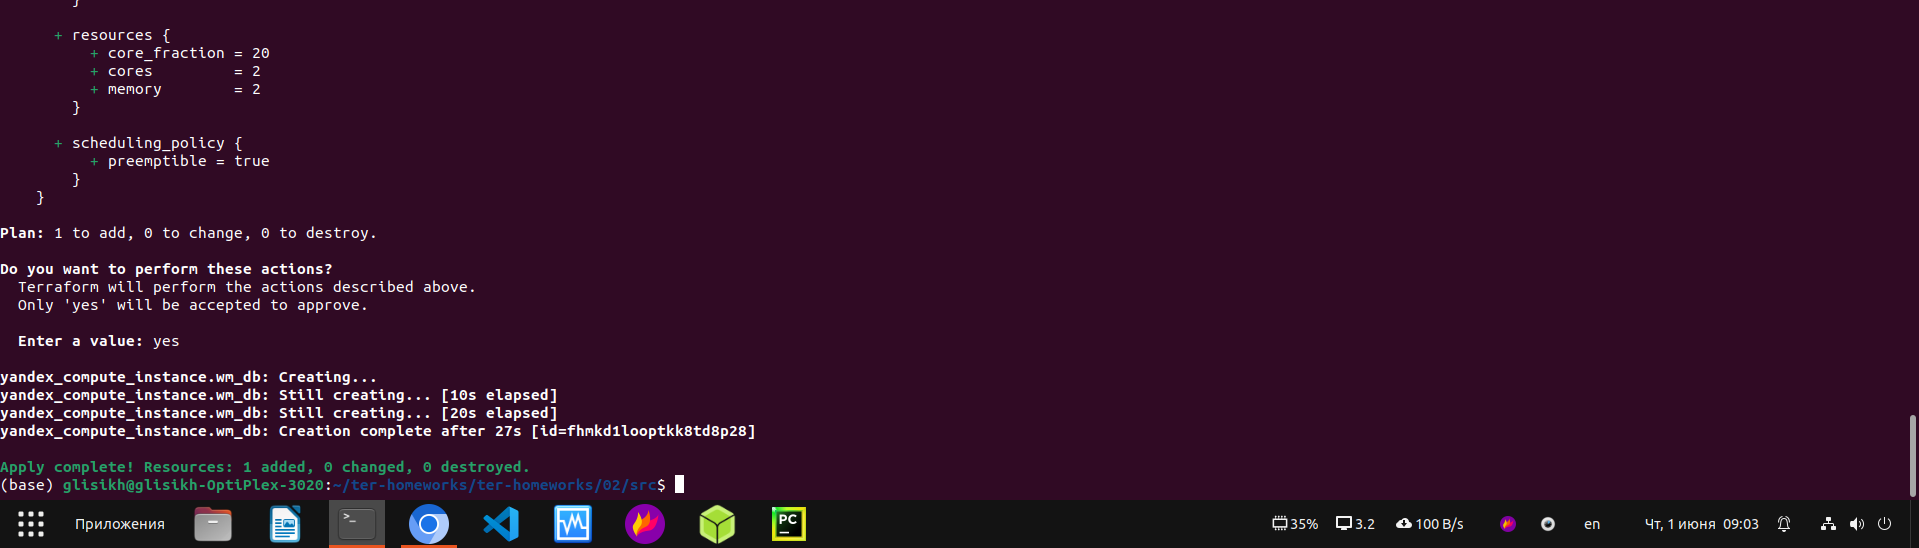 }
+ resources {
+ core_fraction = 20
+ cores = 2
+ memory = 2
}
+ scheduling_policy {
+ preemptible = true
}
}
Plan: 1 to add, 0 to change, 0 to destroy.
Do you want to perform these actions?
Terraform will perform the actions described above.
Only 'yes' will be accepted to approve.
Enter a value: yes
yandex_compute_instance.wm_db: Creating...
yandex_compute_instance.wm_db: Still creating... [10s elapsed]
yandex_compute_instance.wm_db: Still creating... [20s elapsed]
yandex_compute_instance.wm_db: Creation complete after 27s [id=fhmkd1looptkk8td8p28]
Apply complete! Resources: 1 added, 0 changed, 0 destroyed.
(base) glisikh@glisikh-OptiPlex-3020:~/ter-homeworks/ter-homeworks/02/src$
Приложения >_ PC 35% 3.2 100 B/s en Чт, 1 июня 09:03